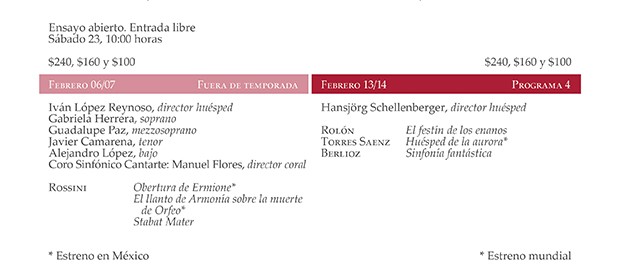 Ensayo abierto. Entrada libre
Sábado 23, 10:00 horas
$240, $160 y $100
$240, $160 y $100
Febrero 06/07 Fuera de temporada
Iván López Reynoso, director huésped
Gabriela Herrera, soprano
Guadalupe Paz, mezzosoprano
Javier Camarena, tenor
Alejandro López, bajo
Coro Sinfónico Cantarte: Manuel Flores, director coral
Rossini Obertura de Ermione*
El llanto de Armonía sobre la muerte
de Orfeo*
Stabat Mater
* Estreno en México
Febrero 13/14 Programa 4
Hansjörg Schellenberger, director huésped
Rolón El festín de los enanos
Torres Saenz Huésped de la aurora*
Berlioz Sinfonía fantástica
* Estreno mundial